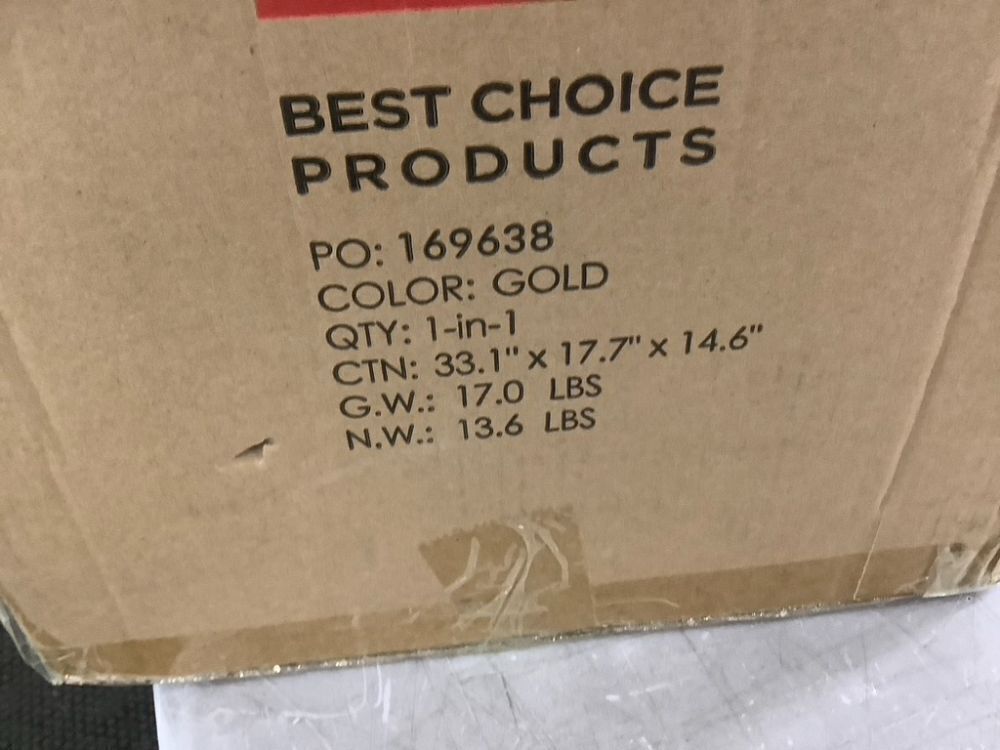 BEST CHOICE
PRODUCTS
PO: 169638
COLOR: GOLD
QTY: 1-in-1
CTN: 33.1" x 17.7" x 14.6"
G.W.: 17.0 LBS
N.W.: 13.6 LBS